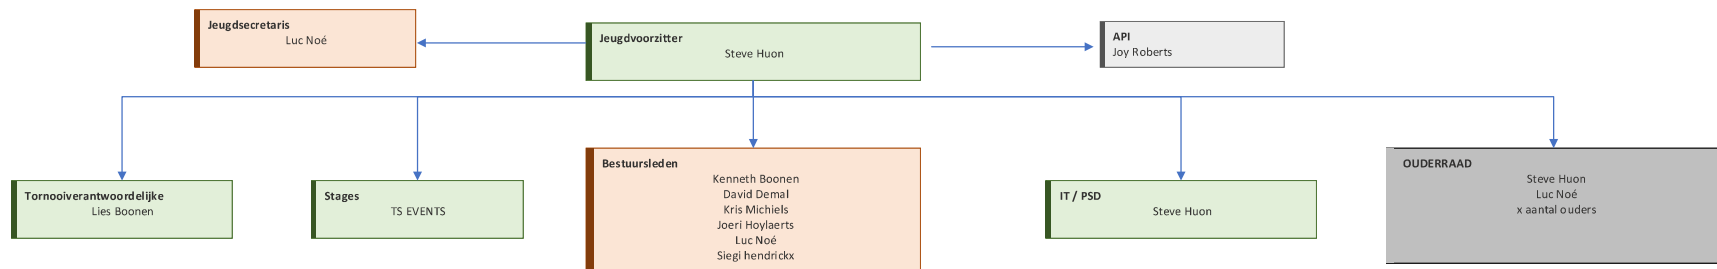 Jeugdsecretaris
Luc Noé
Jeugdvoorzitter
Steve Huon
API
Joy Roberts
Tornooiverantwoordelijke
Lies Boonen
Stages
TS EVENTS
Bestuursleden
Kenneth Boonen
David Demal
Kris Michiels
Joeri Hoylaerts
Luc Noé
Siegi hendrickx
IT / PSD
Steve Huon
OUDERRAAD
Steve Huon
Luc Noé
x aantal ouders